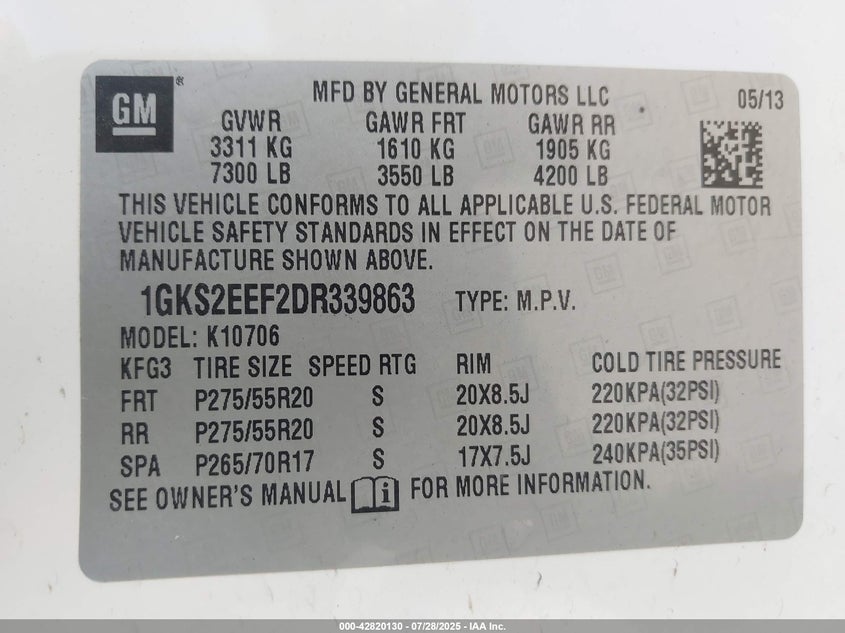 GM®
MFD BY GENERAL MOTORS LLC
05/13
GVWR GAWR FRT GAWR RR
3311 KG 1610 KG 1905 KG
7300 LB 3550 LB 4200 LB
THIS VEHICLE CONFORMS TO ALL APPLICABLE U.S. FEDERAL MOTOR
VEHICLE SAFETY STANDARDS IN EFFECT ON THE DATE OF
MANUFACTURE SHOWN ABOVE.
1GKS2EEF2DR339863 TYPE: M.P.V.
MODEL: K10706
KFG3 TIRE SIZE SPEED RTG RIM COLD TIRE PRESSURE
FRT P275/55R20 S 20X8.5J 220KPA(32PSI)
RR P275/55R20 S 20X8.5J 220KPA(32PSI)
SPA P265/70R17 S 17X7.5J 240KPA(35PSI)
SEE OWNER'S MANUAL i FOR MORE INFORMATION.
000-42820130 - 07/28/2025 - IAA Inc.